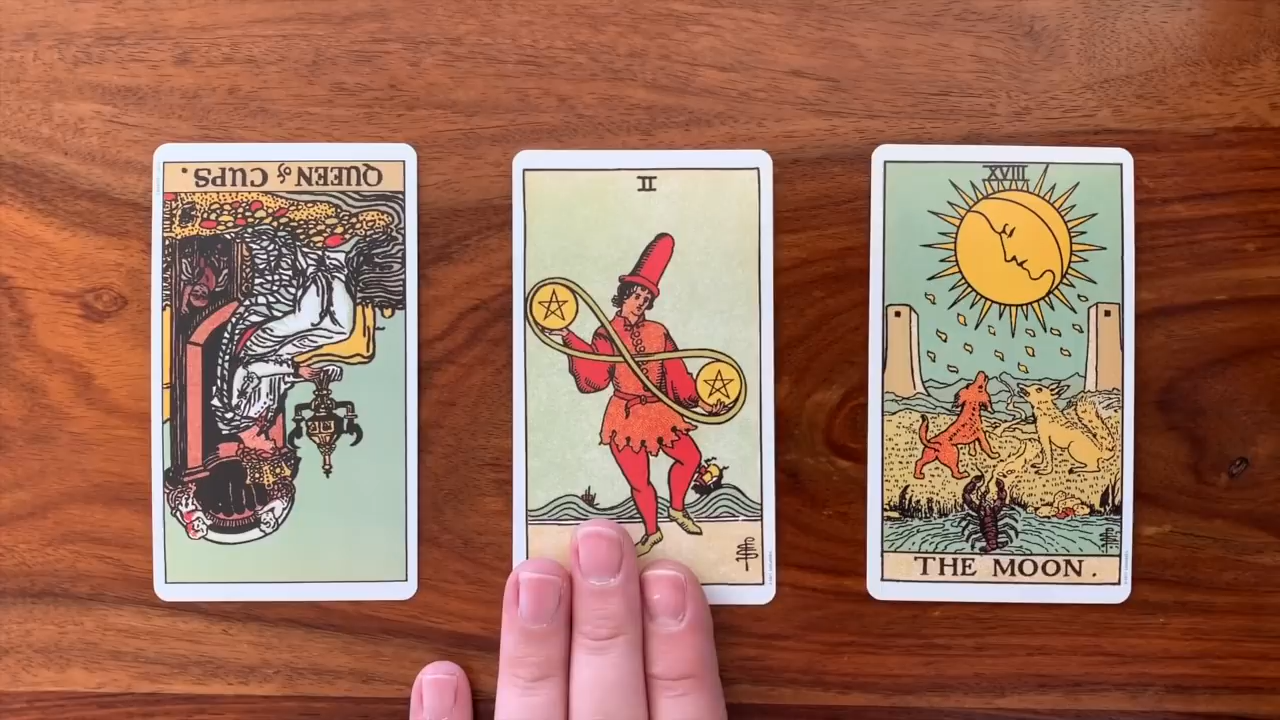 QUEEN of CUPS.
II
XVIII
THE MOON.